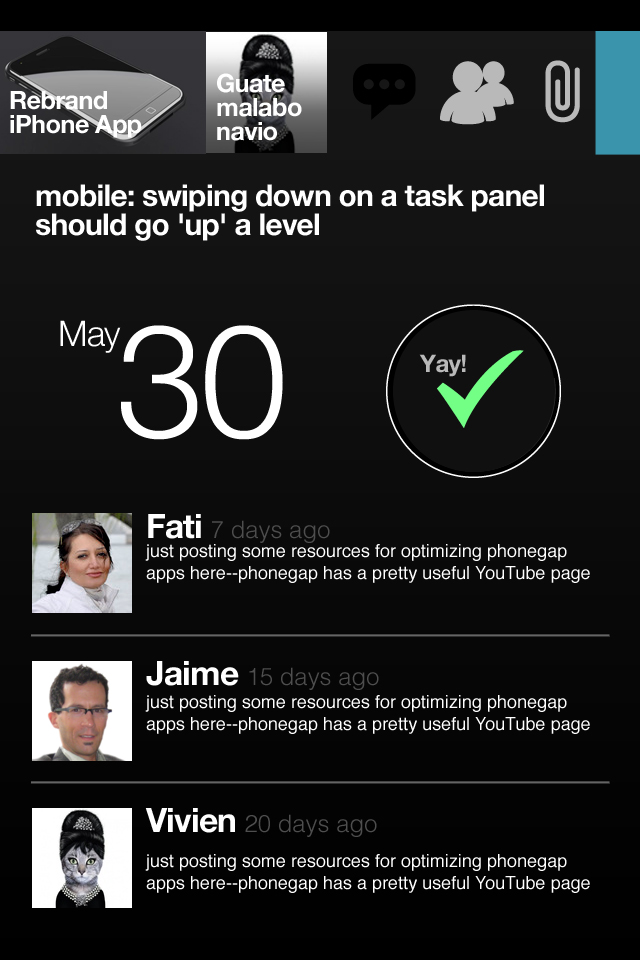 Rebrand
iPhone App
Guate
malabo
navio
mobile: swiping down on a task panel
should go 'up' a level
May
30
Yay!
Fati 7 days ago
just posting some resources for optimizing phonegap
apps here--phonegap has a pretty useful YouTube page
Jaime 15 days ago
just posting some resources for optimizing phonegap
apps here--phonegap has a pretty useful YouTube page
Vivien 20 days ago
just posting some resources for optimizing phonegap
apps here--phonegap has a pretty useful YouTube page